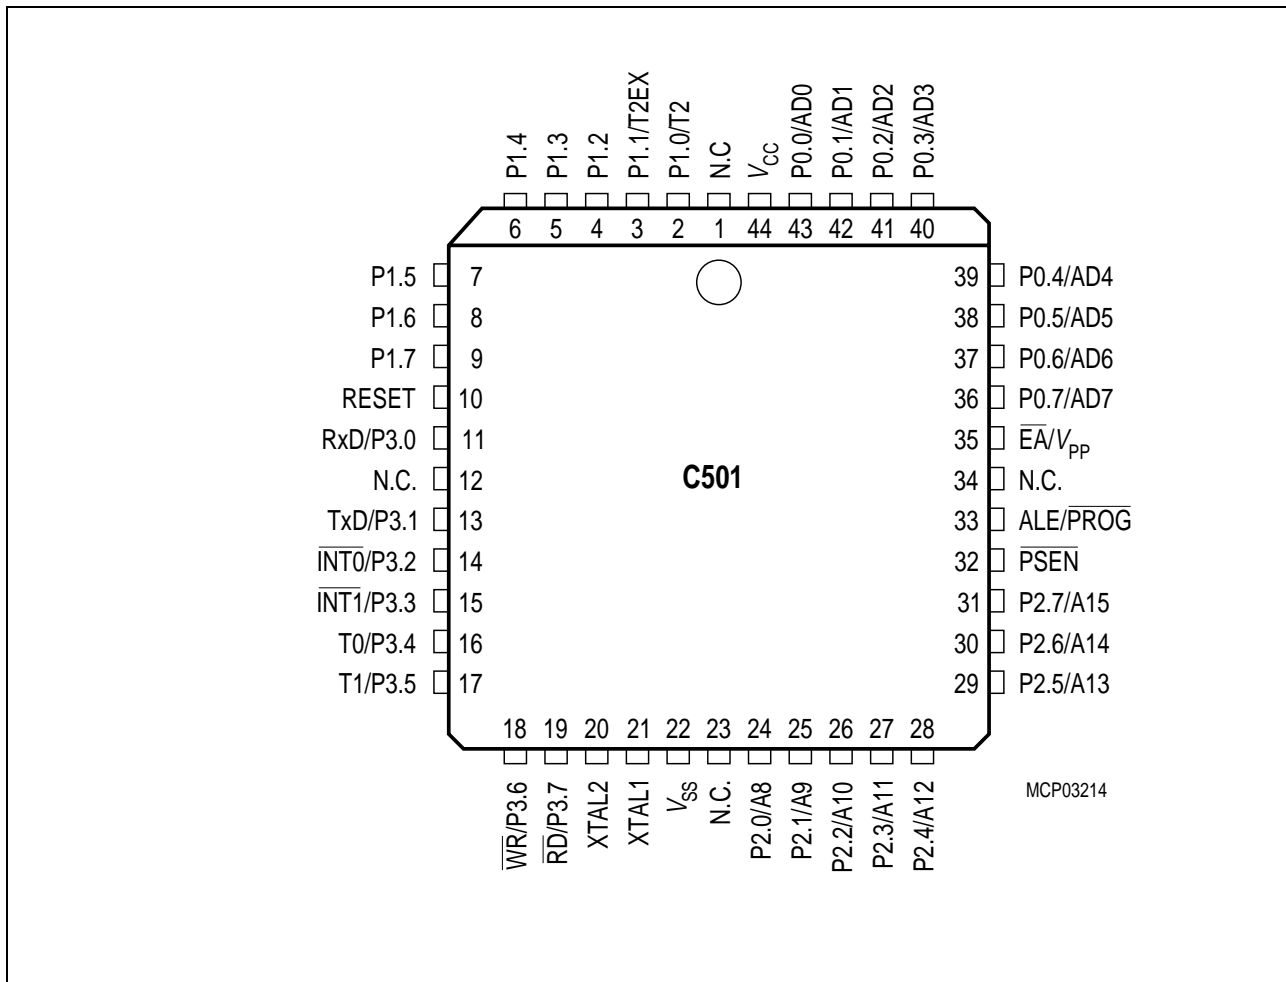 P1.4
P1.3
P1.2
P1.1/T2EX
P1.0/T2
N.C
VCC
P0.0/AD0
P0.1/AD1
P0.2/AD2
P0.3/AD3
6 5 4 3 2 1 44 43 42 41 40
P1.5 7 39 P0.4/AD4
P1.6 8 38 P0.5/AD5
P1.7 9 37 P0.6/AD6
RESET 10 36 P0.7/AD7
RxD/P3.0 11 35 E̅A̅/VPP
N.C. 12 C501 34 N.C.
TxD/P3.1 13 33 ALE/P̅R̅O̅G̅
I̅N̅T̅0̅/P3.2 14 32 P̅S̅E̅N̅
I̅N̅T̅1̅/P3.3 15 31 P2.7/A15
T0/P3.4 16 30 P2.6/A14
T1/P3.5 17 29 P2.5/A13
18 19 20 21 22 23 24 25 26 27 28
W̅R̅/P3.6
R̅D̅/P3.7
XTAL2
XTAL1
VSS
N.C.
P2.0/A8
P2.1/A9
P2.2/A10
P2.3/A11
P2.4/A12
MCP03214